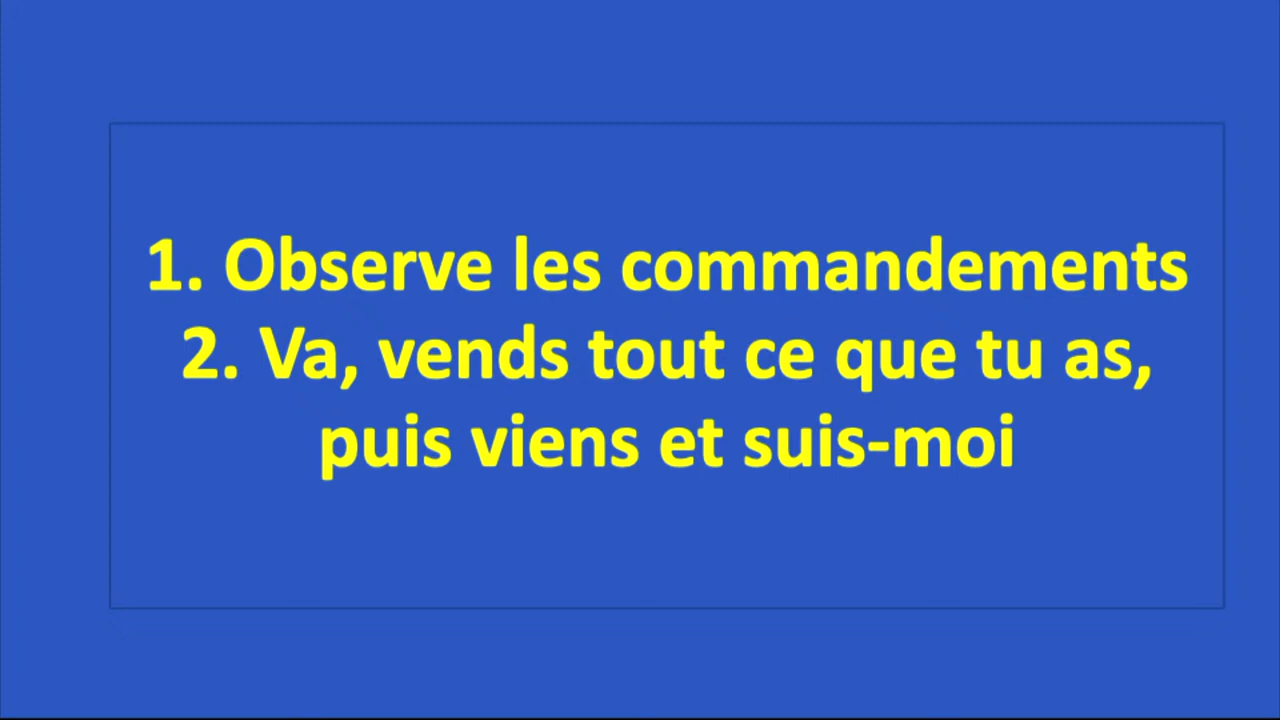 1. Observe les commandements
2. Va, vends tout ce que tu as,
puis viens et suis-moi